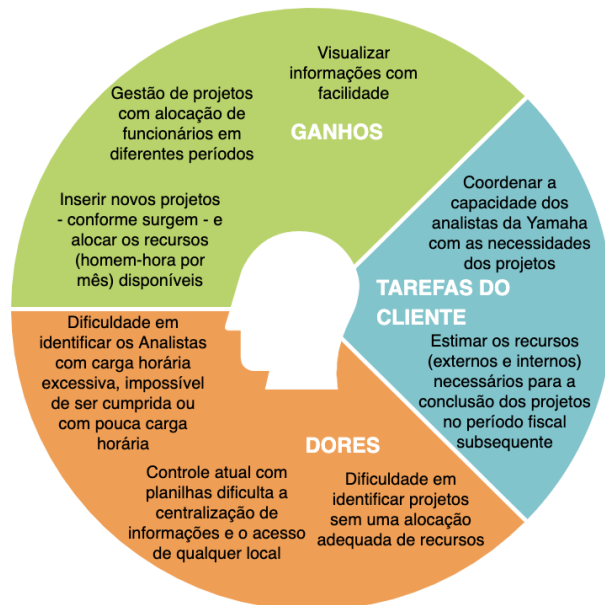 Visualizar
informações com
facilidade
Gestão de projetos
com alocação de
funcionários em
diferentes períodos
GANHOS
Inserir novos projetos
- conforme surgem - e
alocar os recursos
(homem-hora por
mês) disponíveis
Coordenar a
capacidade dos
analistas da Yamaha
com as necessidades
dos projetos
TAREFAS DO
CLIENTE
Estimar os recursos
(externos e internos)
necessários para a
conclusão dos projetos
no período fiscal
subsequente
Dificuldade em
identificar os Analistas
com carga horária
excessiva, impossível
de ser cumprida ou
com pouca carga
horária
DORES
Controle atual com
planilhas dificulta a
centralização de
informações e o acesso
de qualquer local
Dificuldade em
identificar projetos
sem uma alocação
adequada de recursos